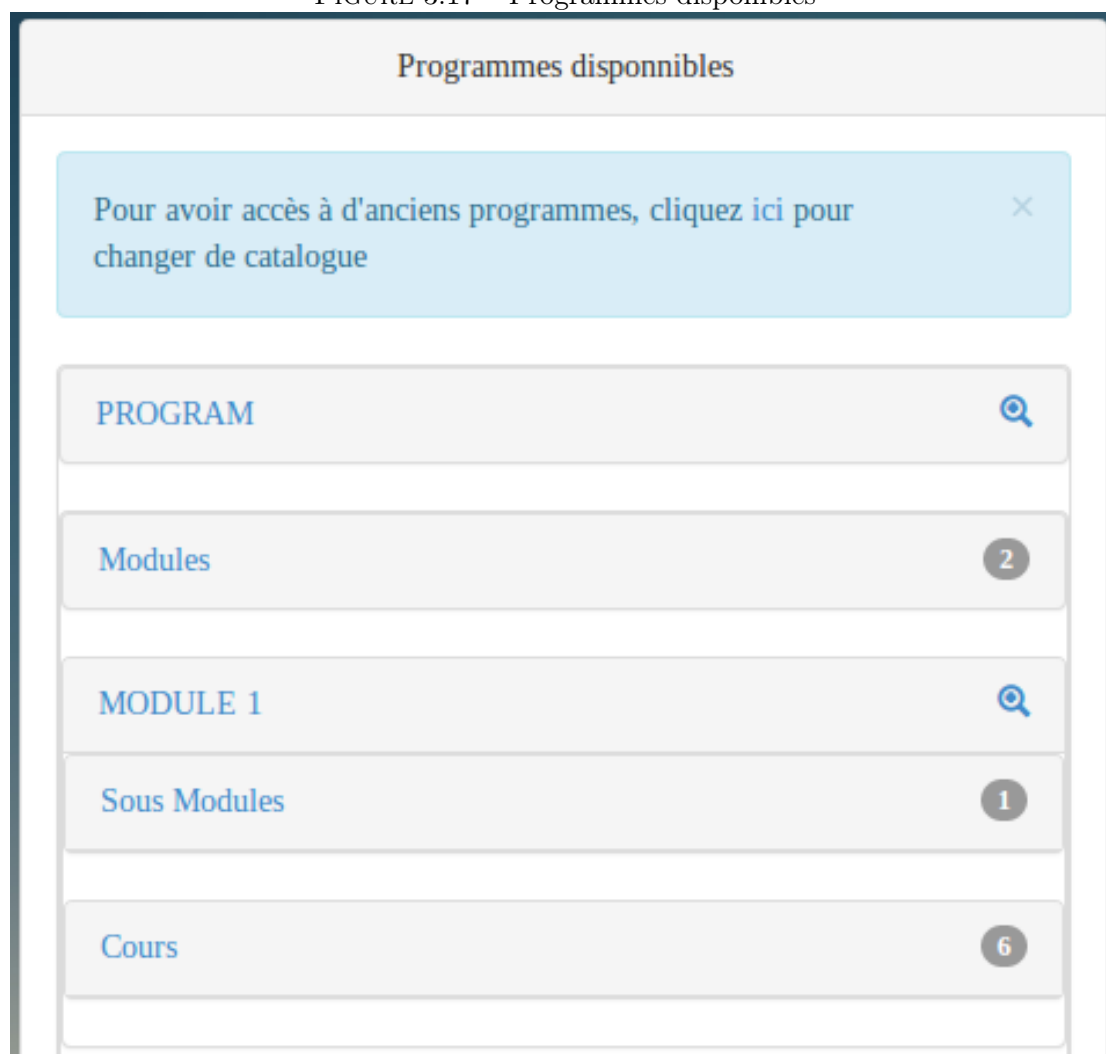 Programmes disponnibles
Pour avoir accès à d'anciens programmes, cliquez ici pour
changer de catalogue
×
PROGRAM
Modules
2
MODULE 1
Sous Modules
1
Cours
6